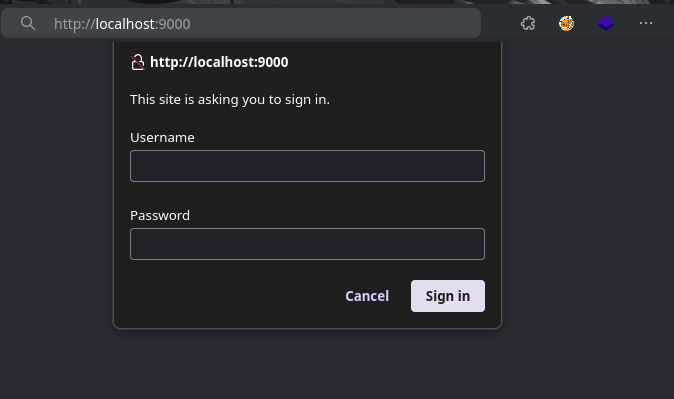 http://localhost:9000
http://localhost:9000
This site is asking you to sign in.
Username
Password
Cancel
Sign in